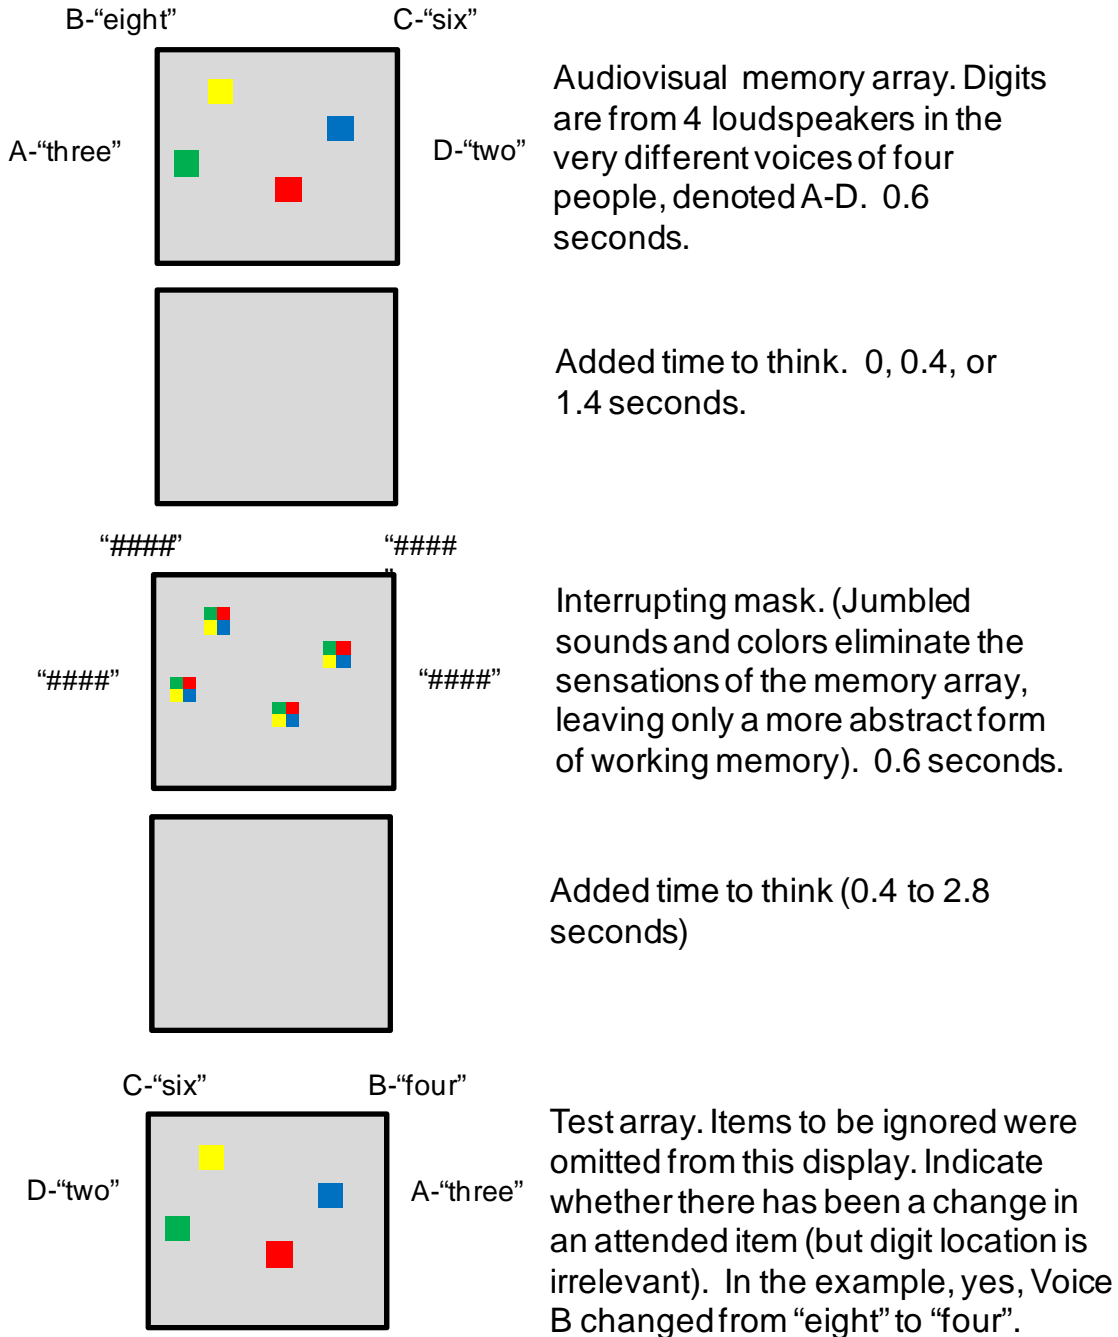 B-“eight”
C-“six”
A-“three”
D-“two”
Audiovisual memory array. Digits
are from 4 loudspeakers in the
very different voices of four
people, denoted A-D. 0.6
seconds.
Added time to think. 0, 0.4, or
1.4 seconds.
“####”
“####
”
“####”
“####”
Interrupting mask. (Jumbled
sounds and colors eliminate the
sensations of the memory array,
leaving only a more abstract form
of working memory). 0.6 seconds.
Added time to think (0.4 to 2.8
seconds)
C-“six”
B-“four”
D-“two”
A-“three”
Test array. Items to be ignored were
omitted from this display. Indicate
whether there has been a change in
an attended item (but digit location is
irrelevant). In the example, yes, Voice
B changed from “eight” to “four”.